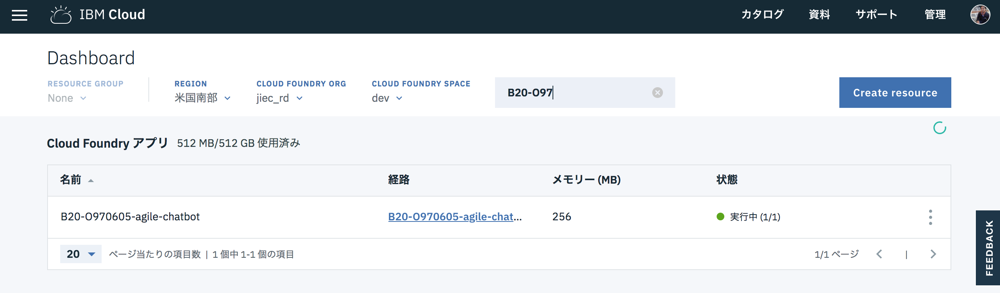 IBM Cloud
カタログ 資料 サポート 管理
Dashboard
RESOURCE GROUP REGION CLOUD FOUNDRY ORG CLOUD FOUNDRY SPACE
None 米国南部 jiec_rd dev
B20-O97
Create resource
Cloud Foundry アプリ 512 MB/512 GB 使用済み
名前 経路 メモリー (MB) 状態
B20-O970605-agile-chatbot B20-O970605-agile-chat... 256 実行中 (1/1)
20 ページ当たりの項目数 | 1 個中 1-1 個の項目 1/1 ページ |
FEEDBACK